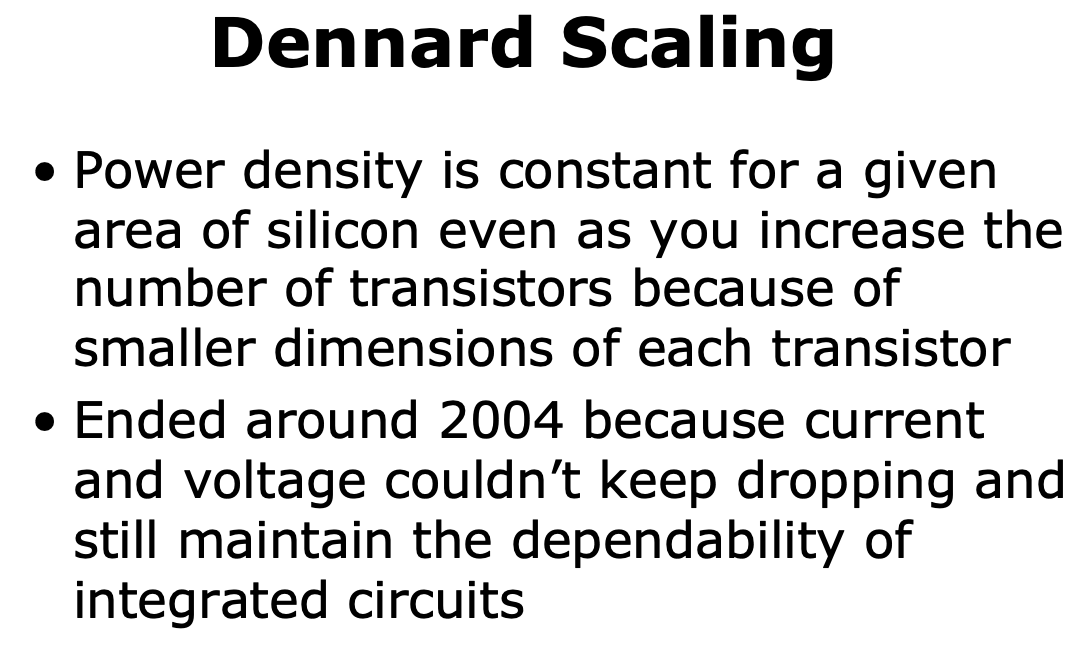 Dennard Scaling
• Power density is constant for a given
area of silicon even as you increase the
number of transistors because of
smaller dimensions of each transistor
• Ended around 2004 because current
and voltage couldn’t keep dropping and
still maintain the dependability of
integrated circuits